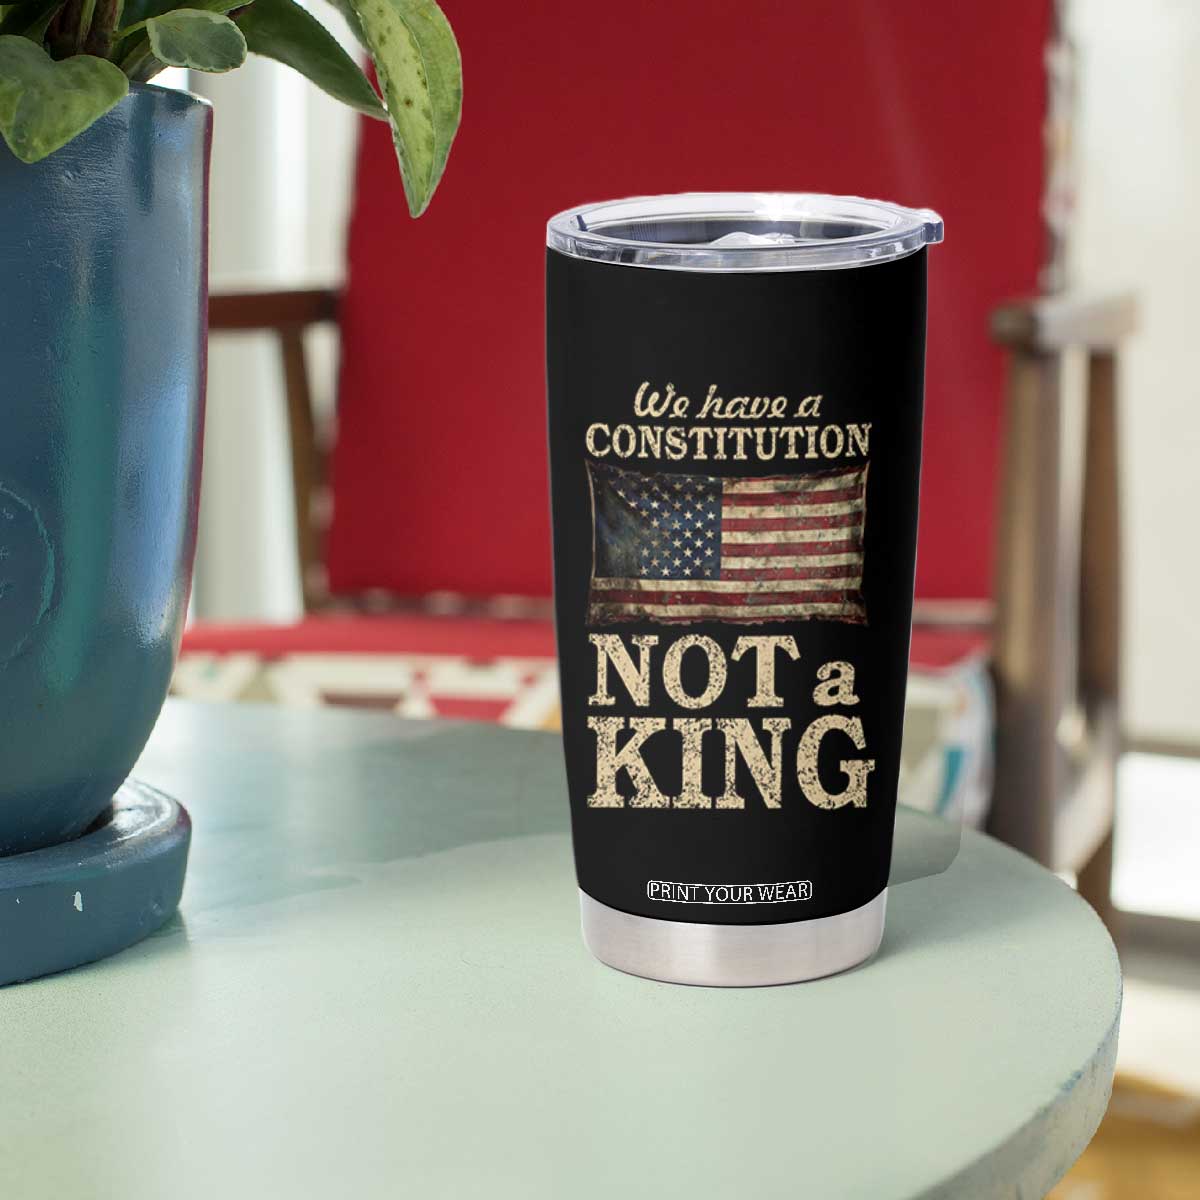 We have a
CONSTITUTION
NOT a
KING
PRINT YOUR WEAR